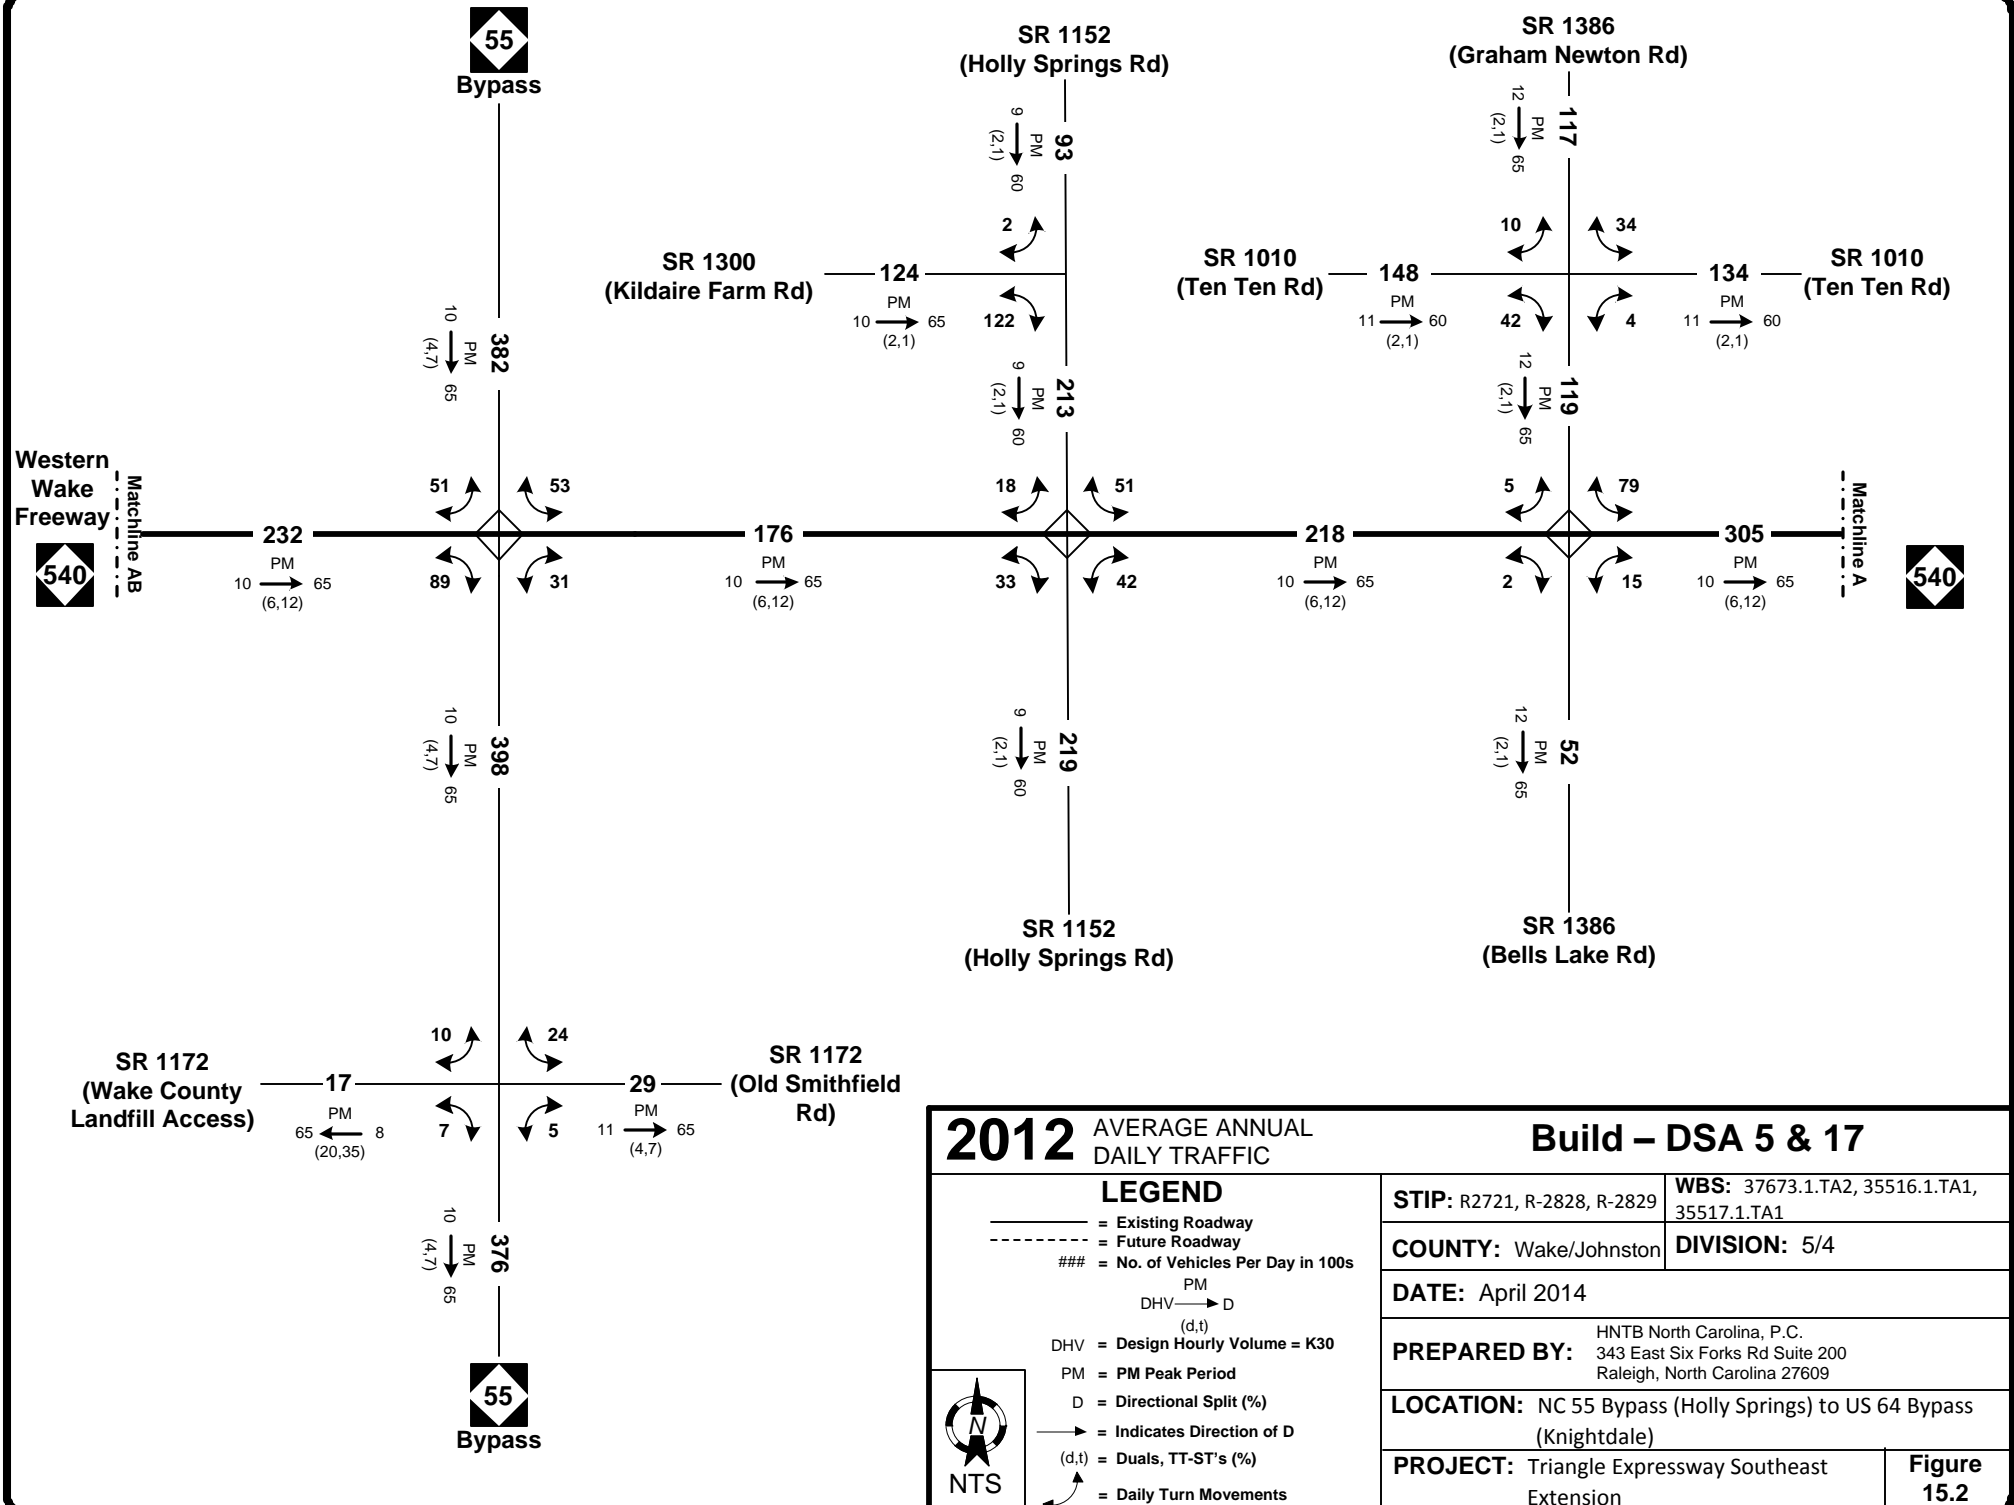 55
Bypass
SR 1152
(Holly Springs Rd)
SR 1386
(Graham Newton Rd)
9
PM
(2,1)
60
93
12
PM
(2,1)
65
117
2
10
34
SR 1300
(Kildaire Farm Rd)
124
PM
10 65
(2,1)
122
SR 1010
(Ten Ten Rd)
148
PM
11 60
(2,1)
42
4
134
PM
11 60
(2,1)
SR 1010
(Ten Ten Rd)
10
PM
(4,7)
65
382
9
PM
(2,1)
60
213
12
PM
(2,1)
65
119
Western
Wake
Freeway
540
Matchline AB
51
53
18
51
5
79
Matchline A
540
232
PM
10 65
(6,12)
89
31
176
PM
10 65
(6,12)
33
42
218
PM
10 65
(6,12)
2
15
305
PM
10 65
(6,12)
10
PM
(4,7)
65
398
9
PM
(2,1)
60
219
12
PM
(2,1)
65
52
SR 1152
(Holly Springs Rd)
SR 1386
(Bells Lake Rd)
10
24
SR 1172
(Wake County
Landfill Access)
17
PM
65 8
(20,35)
7
5
29
PM
11 65
(4,7)
SR 1172
(Old Smithfield
Rd)
10
PM
(4,7)
65
376
55
Bypass
2012 AVERAGE ANNUAL
DAILY TRAFFIC
Build – DSA 5 & 17
LEGEND
= Existing Roadway
= Future Roadway
### = No. of Vehicles Per Day in 100s
PM
DHV D
(d,t)
DHV = Design Hourly Volume = K30
PM = PM Peak Period
D = Directional Split (%)
= Indicates Direction of D
(d,t) = Duals, TT-ST's (%)
= Daily Turn Movements
N
NTS
STIP: R2721, R-2828, R-2829
WBS: 37673.1.TA2, 35516.1.TA1,
35517.1.TA1
COUNTY: Wake/Johnston
DIVISION: 5/4
DATE: April 2014
PREPARED BY: HNTB North Carolina, P.C.
343 East Six Forks Rd Suite 200
Raleigh, North Carolina 27609
LOCATION: NC 55 Bypass (Holly Springs) to US 64 Bypass
(Knightdale)
PROJECT: Triangle Expressway Southeast
Extension
Figure
15.2